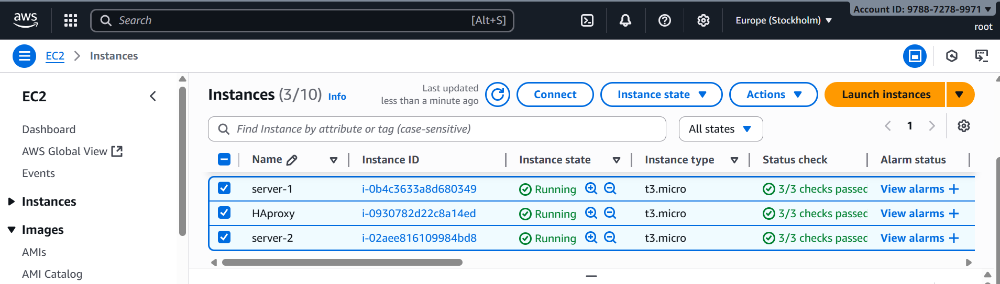 aws
Search [Alt+S]
Europe (Stockholm)
Account ID: 9788-7278-9971
root
EC2 Instances
EC2
Dashboard
AWS Global View
Events
Instances
Images
AMIs
AMI Catalog
Instances (3/10) Info
Last updated
less than a minute ago
Connect
Instance state
Actions
Launch instances
Find Instance by attribute or tag (case-sensitive)
All states
1
Name Instance ID Instance state Instance type Status check Alarm status
server-1 i-0b4c3633a8d680349 Running t3.micro 3/3 checks passed View alarms +
HAproxy i-0930782d22c8a14ed Running t3.micro 3/3 checks passed View alarms +
server-2 i-02aee816109984bd8 Running t3.micro 3/3 checks passed View alarms +